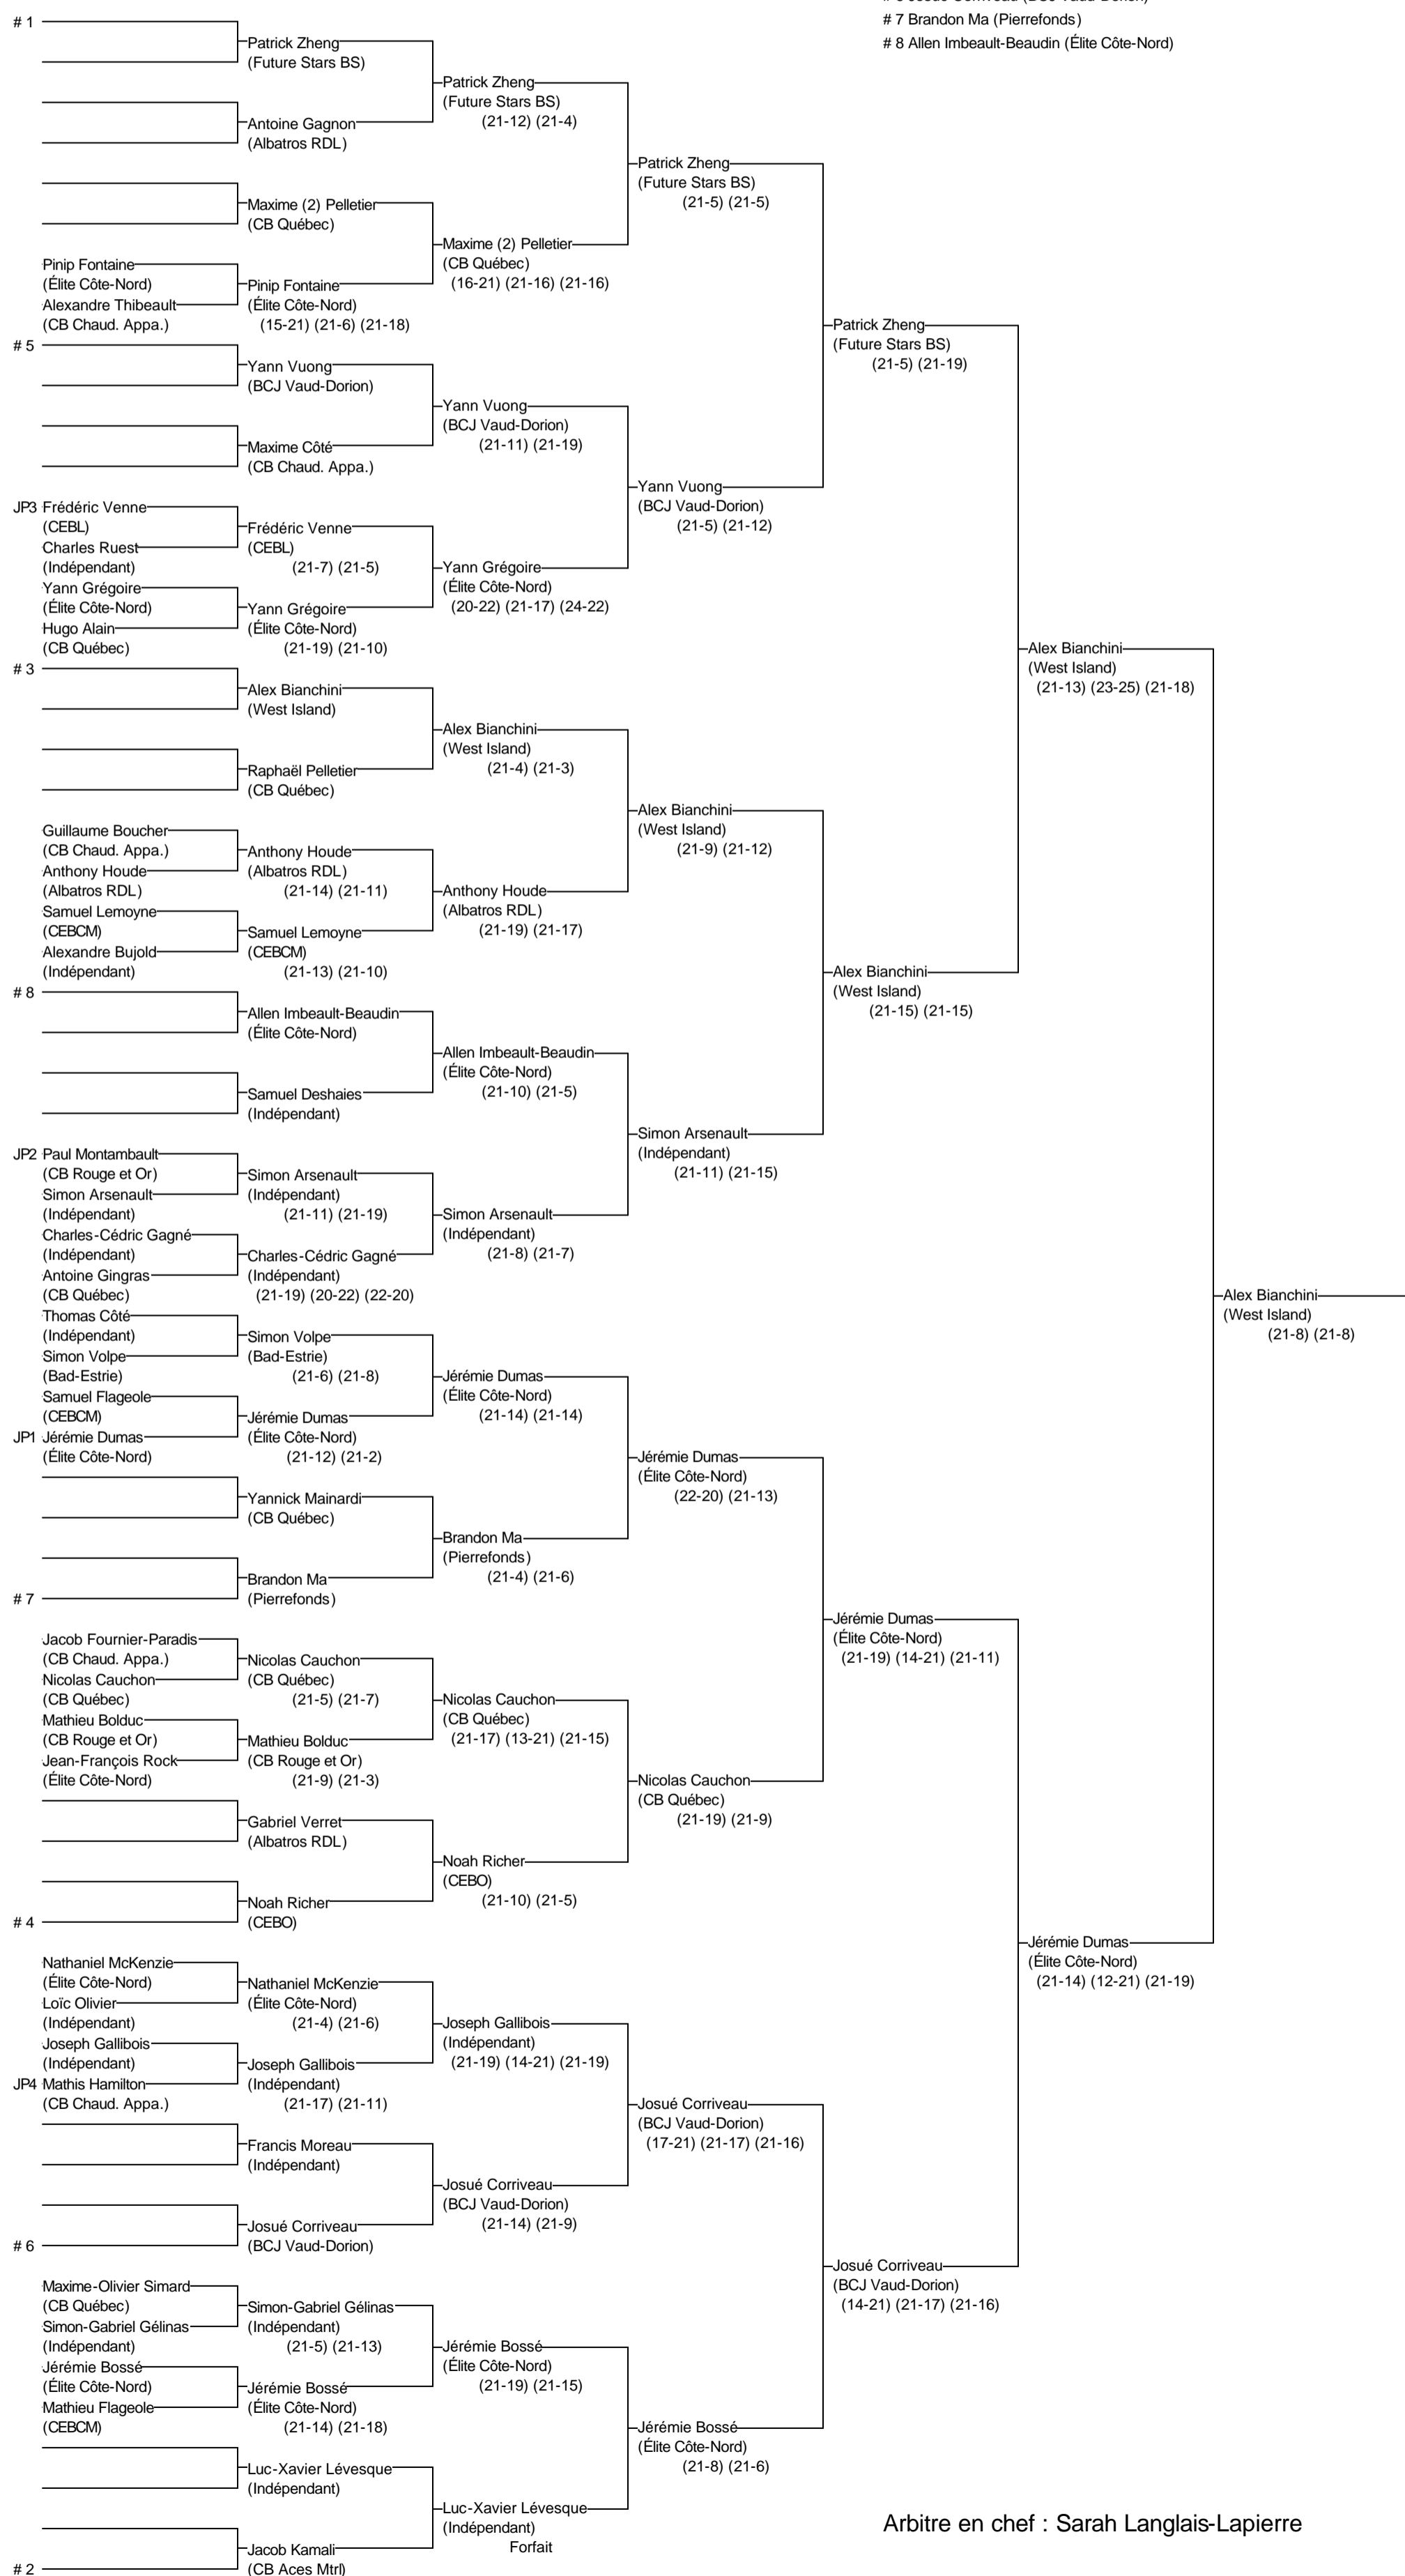 # 7 Brandon Ma (Pierrefonds)
# 8 Allen Imbeault-Beaudin (Élite Côte-Nord)
# 1
Patrick Zheng
(Future Stars BS)
Antoine Gagnon
(Albatros RDL)
Maxime (2) Pelletier
(CB Québec)
Pinip Fontaine
(Élite Côte-Nord)
Alexandre Thibeault
(CB Chaud. Appa.)
Pinip Fontaine
(Élite Côte-Nord)
(15-21) (21-6) (21-18)
# 5
Yann Vuong
(BCJ Vaud-Dorion)
Maxime Côté
(CB Chaud. Appa.)
JP3 Frédéric Venne
(CEBL)
Charles Ruest
(Indépendant)
Frédéric Venne
(CEBL)
(21-7) (21-5)
Yann Grégoire
(Élite Côte-Nord)
Hugo Alain
(CB Québec)
Yann Grégoire
(Élite Côte-Nord)
(21-19) (21-10)
# 3
Alex Bianchini
(West Island)
Raphaël Pelletier
(CB Québec)
Guillaume Boucher
(CB Chaud. Appa.)
Anthony Houde
(Albatros RDL)
Anthony Houde
(Albatros RDL)
(21-14) (21-11)
Samuel Lemoyne
(CEBCM)
Alexandre Bujold
(Indépendant)
Samuel Lemoyne
(CEBCM)
(21-13) (21-10)
# 8
Allen Imbeault-Beaudin
(Élite Côte-Nord)
Samuel Deshaies
(Indépendant)
JP2 Paul Montambault
(CB Rouge et Or)
Simon Arsenault
(Indépendant)
Simon Arsenault
(Indépendant)
(21-11) (21-19)
Charles-Cédric Gagné
(Indépendant)
Antoine Gingras
(CB Québec)
Charles-Cédric Gagné
(Indépendant)
(21-19) (20-22) (22-20)
Thomas Côté
(Indépendant)
Simon Volpe
(Bad-Estrie)
Simon Volpe
(Bad-Estrie)
(21-6) (21-8)
Samuel Flageole
(CEBCM)
JP1 Jérémie Dumas
(Élite Côte-Nord)
Jérémie Dumas
(Élite Côte-Nord)
(21-12) (21-2)
Yannick Mainardi
(CB Québec)
Brandon Ma
(Pierrefonds)
# 7
Jacob Fournier-Paradis
(CB Chaud. Appa.)
Nicolas Cauchon
(CB Québec)
Nicolas Cauchon
(CB Québec)
(21-5) (21-7)
Mathieu Bolduc
(CB Rouge et Or)
Jean-François Rock
(Élite Côte-Nord)
Mathieu Bolduc
(CB Rouge et Or)
(21-9) (21-3)
Gabriel Verret
(Albatros RDL)
Noah Richer
(CEBO)
# 4
Nathaniel McKenzie
(Élite Côte-Nord)
Loïc Olivier
(Indépendant)
Nathaniel McKenzie
(Élite Côte-Nord)
(21-4) (21-6)
Joseph Gallibois
(Indépendant)
JP4 Mathis Hamilton
(CB Chaud. Appa.)
Joseph Gallibois
(Indépendant)
(21-17) (21-11)
Francis Moreau
(Indépendant)
Josué Corriveau
(BCJ Vaud-Dorion)
# 6
Maxime-Olivier Simard
(CB Québec)
Simon-Gabriel Gélinas
(Indépendant)
Simon-Gabriel Gélinas
(Indépendant)
(21-5) (21-13)
Jérémie Bossé
(Élite Côte-Nord)
Mathieu Flageole
(CEBCM)
Jérémie Bossé
(Élite Côte-Nord)
(21-14) (21-18)
Luc-Xavier Lévesque
(Indépendant)
Jacob Kamali
(CB Aces Mtrl)
# 2
Patrick Zheng
(Future Stars BS)
(21-12) (21-4)
Maxime (2) Pelletier
(CB Québec)
(16-21) (21-16) (21-16)
Yann Vuong
(BCJ Vaud-Dorion)
(21-11) (21-19)
Yann Grégoire
(Élite Côte-Nord)
(20-22) (21-17) (24-22)
Alex Bianchini
(West Island)
(21-4) (21-3)
Anthony Houde
(Albatros RDL)
(21-19) (21-17)
Allen Imbeault-Beaudin
(Élite Côte-Nord)
(21-10) (21-5)
Simon Arsenault
(Indépendant)
(21-8) (21-7)
Jérémie Dumas
(Élite Côte-Nord)
(21-14) (21-14)
Brandon Ma
(Pierrefonds)
(21-4) (21-6)
Nicolas Cauchon
(CB Québec)
(21-17) (13-21) (21-15)
Noah Richer
(CEBO)
(21-10) (21-5)
Joseph Gallibois
(Indépendant)
(21-19) (14-21) (21-19)
Josué Corriveau
(BCJ Vaud-Dorion)
(21-14) (21-9)
Jérémie Bossé
(Élite Côte-Nord)
(21-19) (21-15)
Luc-Xavier Lévesque
(Indépendant)
Forfait
Patrick Zheng
(Future Stars BS)
(21-5) (21-5)
Yann Vuong
(BCJ Vaud-Dorion)
(21-5) (21-12)
Alex Bianchini
(West Island)
(21-9) (21-12)
Simon Arsenault
(Indépendant)
(21-11) (21-15)
Jérémie Dumas
(Élite Côte-Nord)
(22-20) (21-13)
Nicolas Cauchon
(CB Québec)
(21-19) (21-9)
Josué Corriveau
(BCJ Vaud-Dorion)
(17-21) (21-17) (21-16)
Jérémie Bossé
(Élite Côte-Nord)
(21-8) (21-6)
Patrick Zheng
(Future Stars BS)
(21-5) (21-19)
Alex Bianchini
(West Island)
(21-15) (21-15)
Jérémie Dumas
(Élite Côte-Nord)
(21-19) (14-21) (21-11)
Josué Corriveau
(BCJ Vaud-Dorion)
(14-21) (21-17) (21-16)
Alex Bianchini
(West Island)
(21-13) (23-25) (21-18)
Jérémie Dumas
(Élite Côte-Nord)
(21-14) (12-21) (21-19)
Alex Bianchini
(West Island)
(21-8) (21-8)
Arbitre en chef : Sarah Langlais-Lapierre